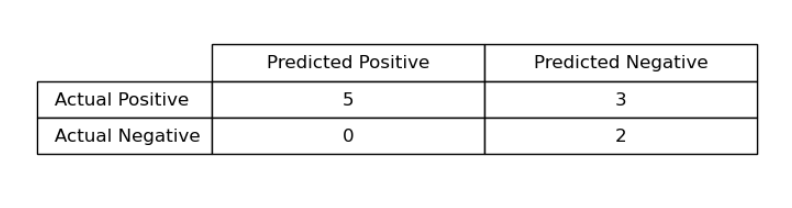 Predicted Positive Predicted Negative
Actual Positive 5 3
Actual Negative 0 2